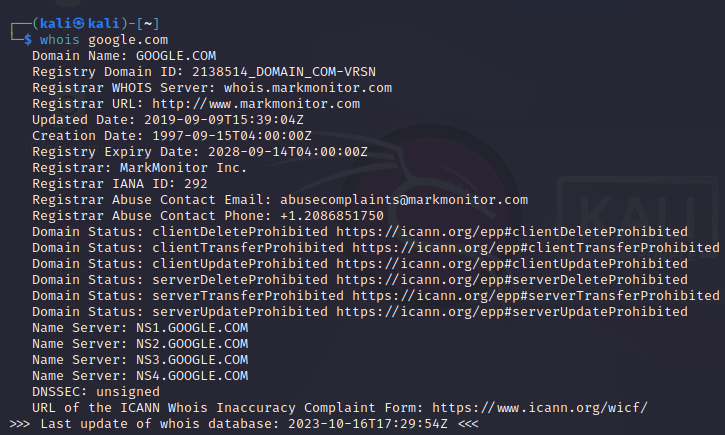 ┌──(kali㉿kali)-[~]
└─$ whois google.com
Domain Name: GOOGLE.COM
Registry Domain ID: 2138514_DOMAIN_COM-VRSN
Registrar WHOIS Server: whois.markmonitor.com
Registrar URL: http://www.markmonitor.com
Updated Date: 2019-09-09T15:39:04Z
Creation Date: 1997-09-15T04:00:00Z
Registry Expiry Date: 2028-09-14T04:00:00Z
Registrar: MarkMonitor Inc.
Registrar IANA ID: 292
Registrar Abuse Contact Email: abusecomplaints@markmonitor.com
Registrar Abuse Contact Phone: +1.2086851750
Domain Status: clientDeleteProhibited https://icann.org/epp#clientDeleteProhibited
Domain Status: clientTransferProhibited https://icann.org/epp#clientTransferProhibited
Domain Status: clientUpdateProhibited https://icann.org/epp#clientUpdateProhibited
Domain Status: serverDeleteProhibited https://icann.org/epp#serverDeleteProhibited
Domain Status: serverTransferProhibited https://icann.org/epp#serverTransferProhibited
Domain Status: serverUpdateProhibited https://icann.org/epp#serverUpdateProhibited
Name Server: NS1.GOOGLE.COM
Name Server: NS2.GOOGLE.COM
Name Server: NS3.GOOGLE.COM
Name Server: NS4.GOOGLE.COM
DNSSEC: unsigned
URL of the ICANN Whois Inaccuracy Complaint Form: https://www.icann.org/wicf/
>>> Last update of whois database: 2023-10-16T17:29:54Z <<<
KALI